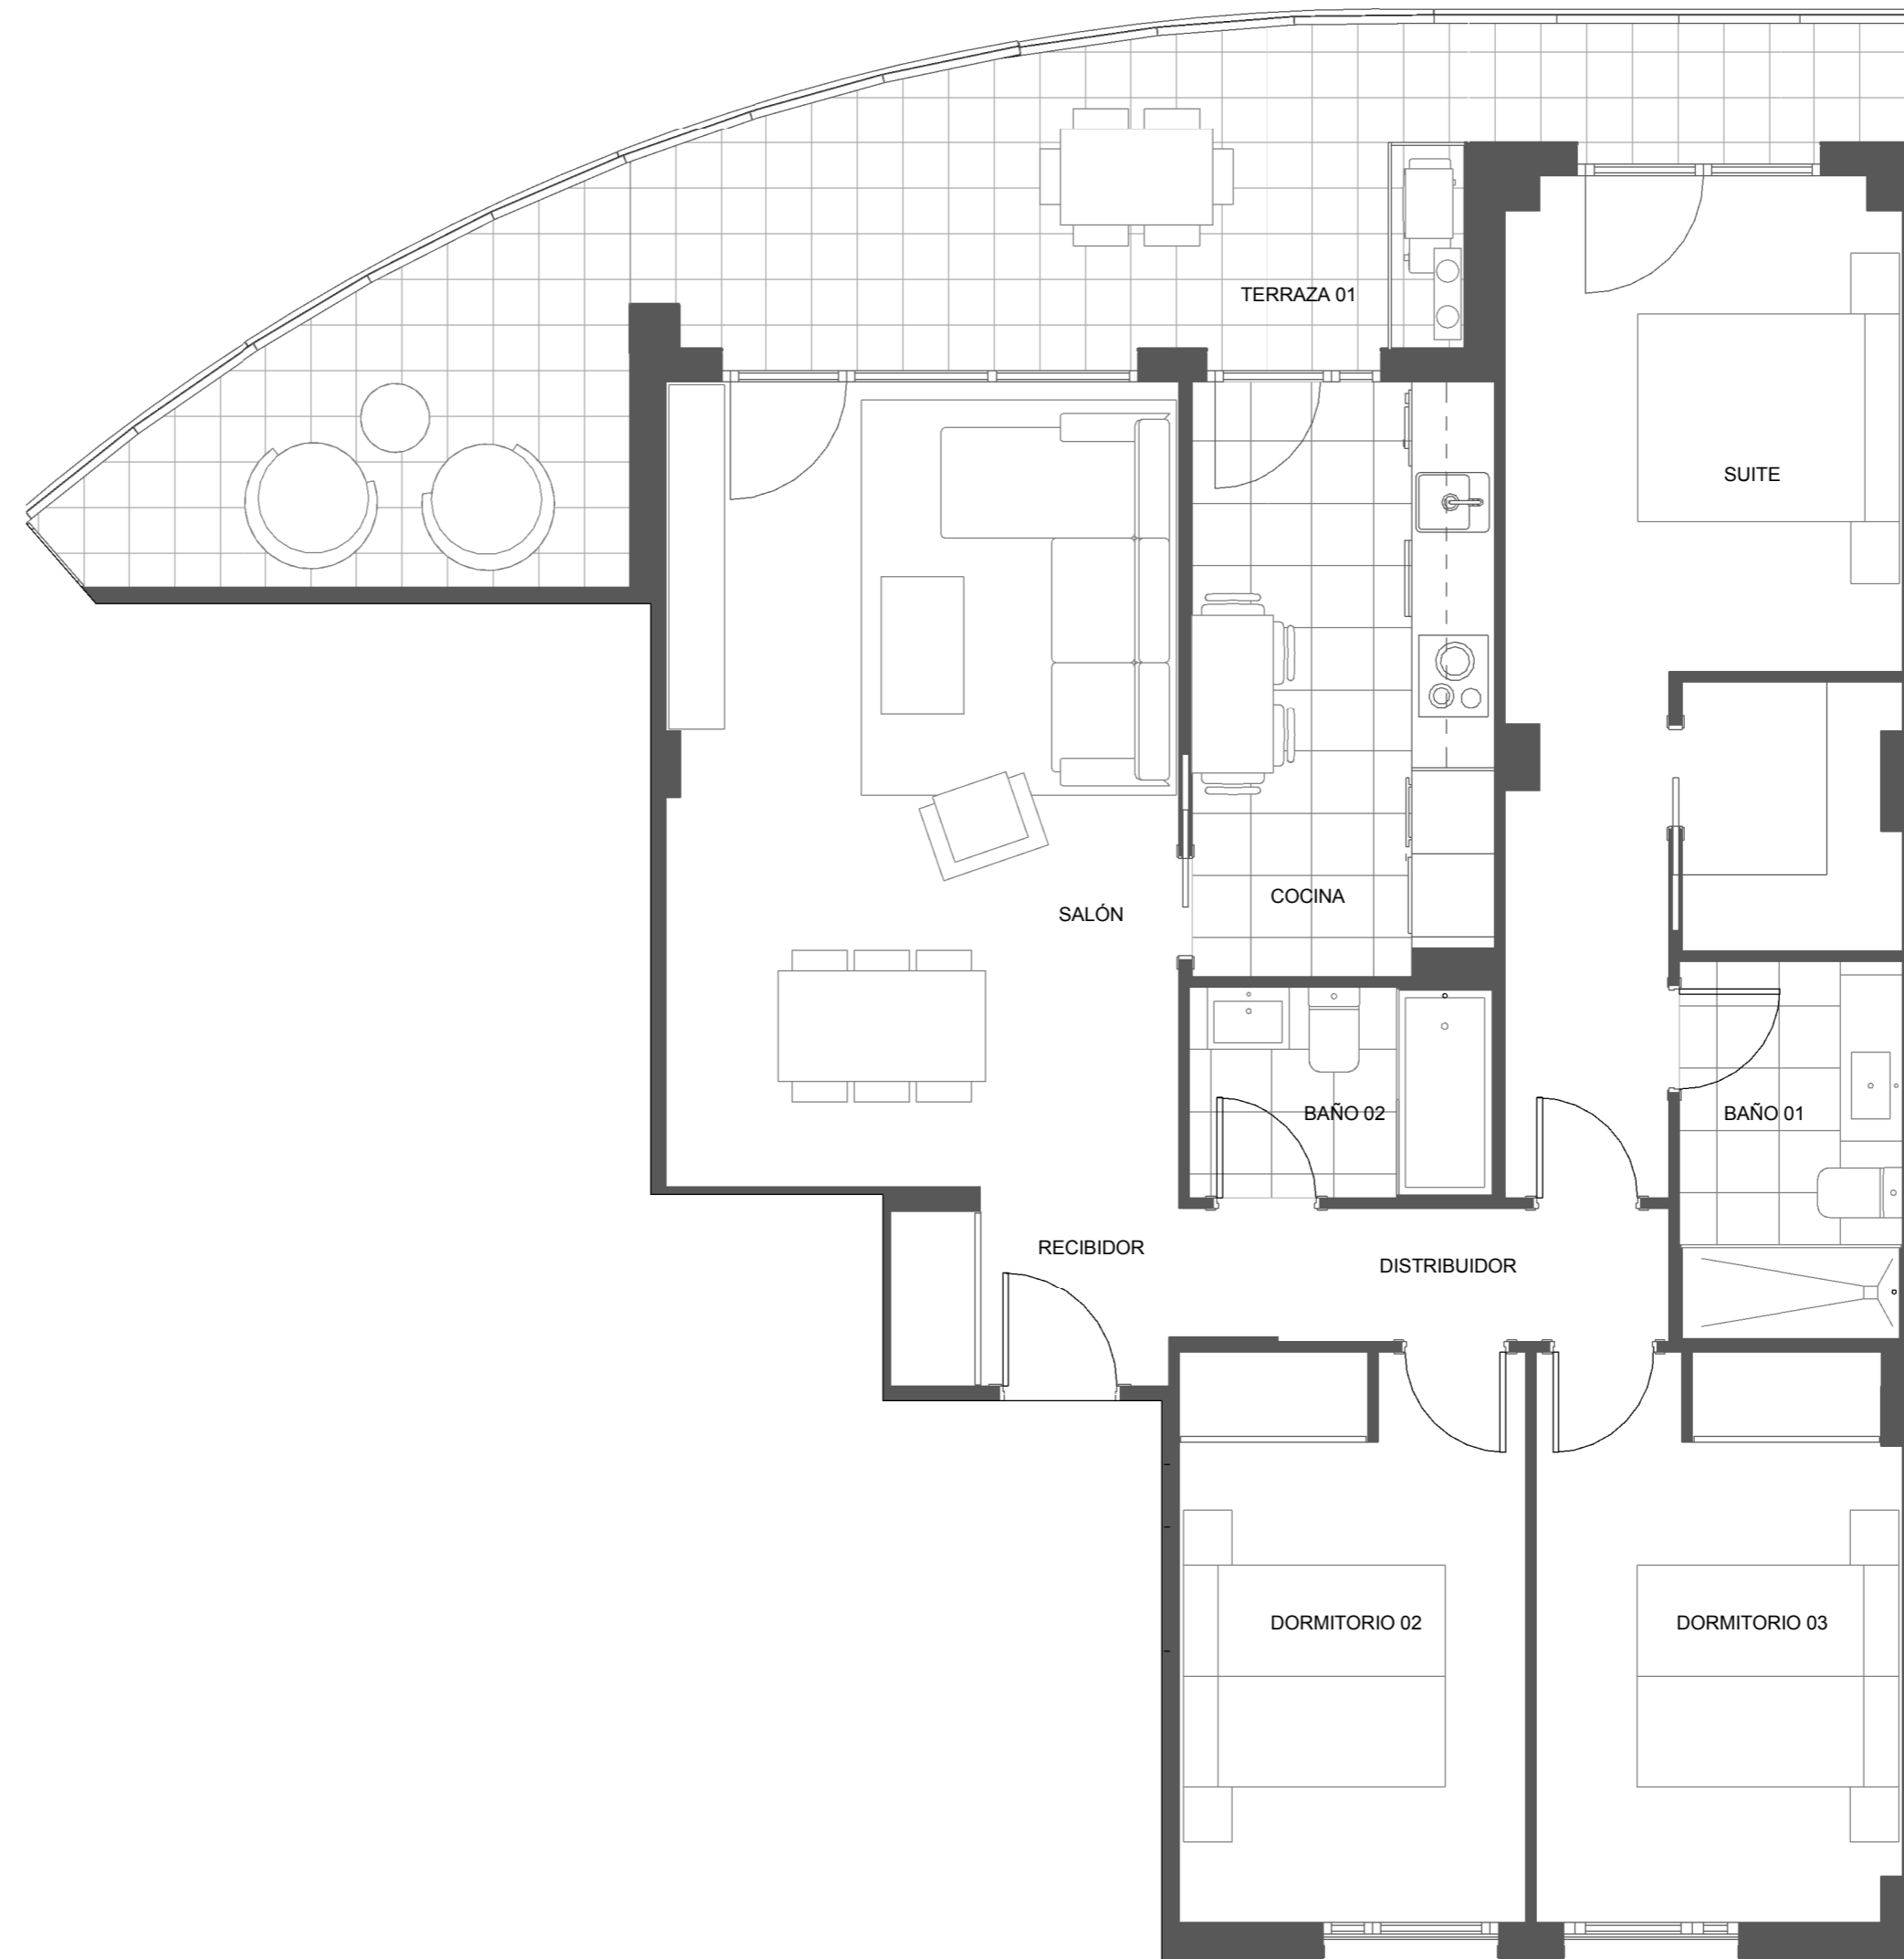 TERRAZA 01
SUITE
COCINA
SALÓN
BAÑO 02
BAÑO 01
RECIBIDOR
DISTRIBUIDOR
DORMITORIO 02
DORMITORIO 03